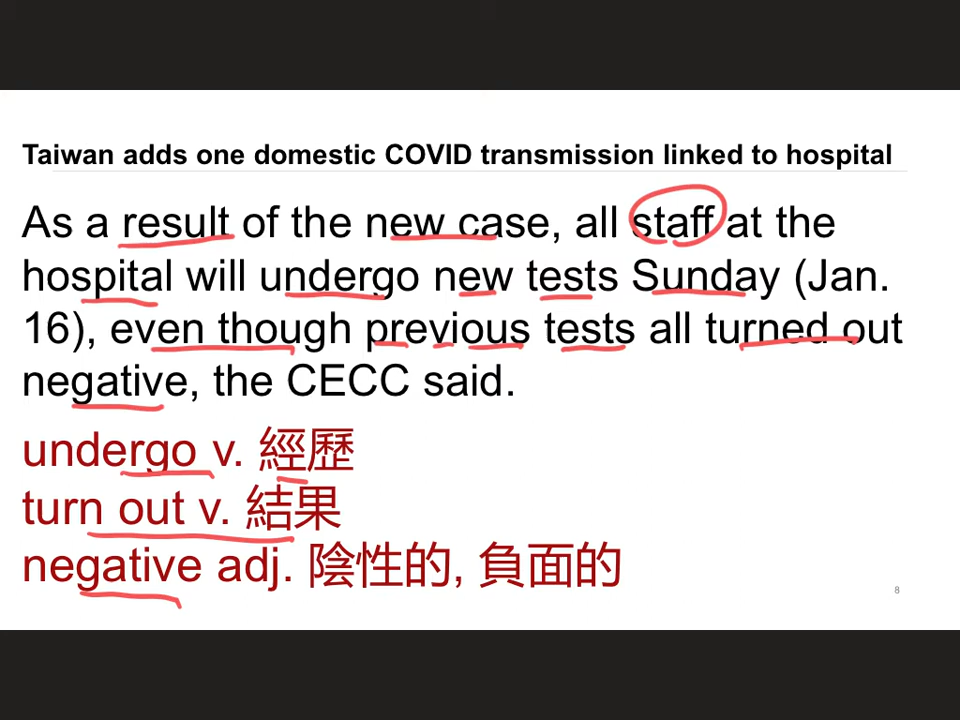 Taiwan adds one domestic COVID transmission linked to hospital
As a result of the new case, all staff at the
hospital will undergo new tests Sunday (Jan.
16), even though previous tests all turned out
negative, the CECC said.
undergo v. 經歷
turn out v. 結果
negative adj. 陰性的, 負面的
8